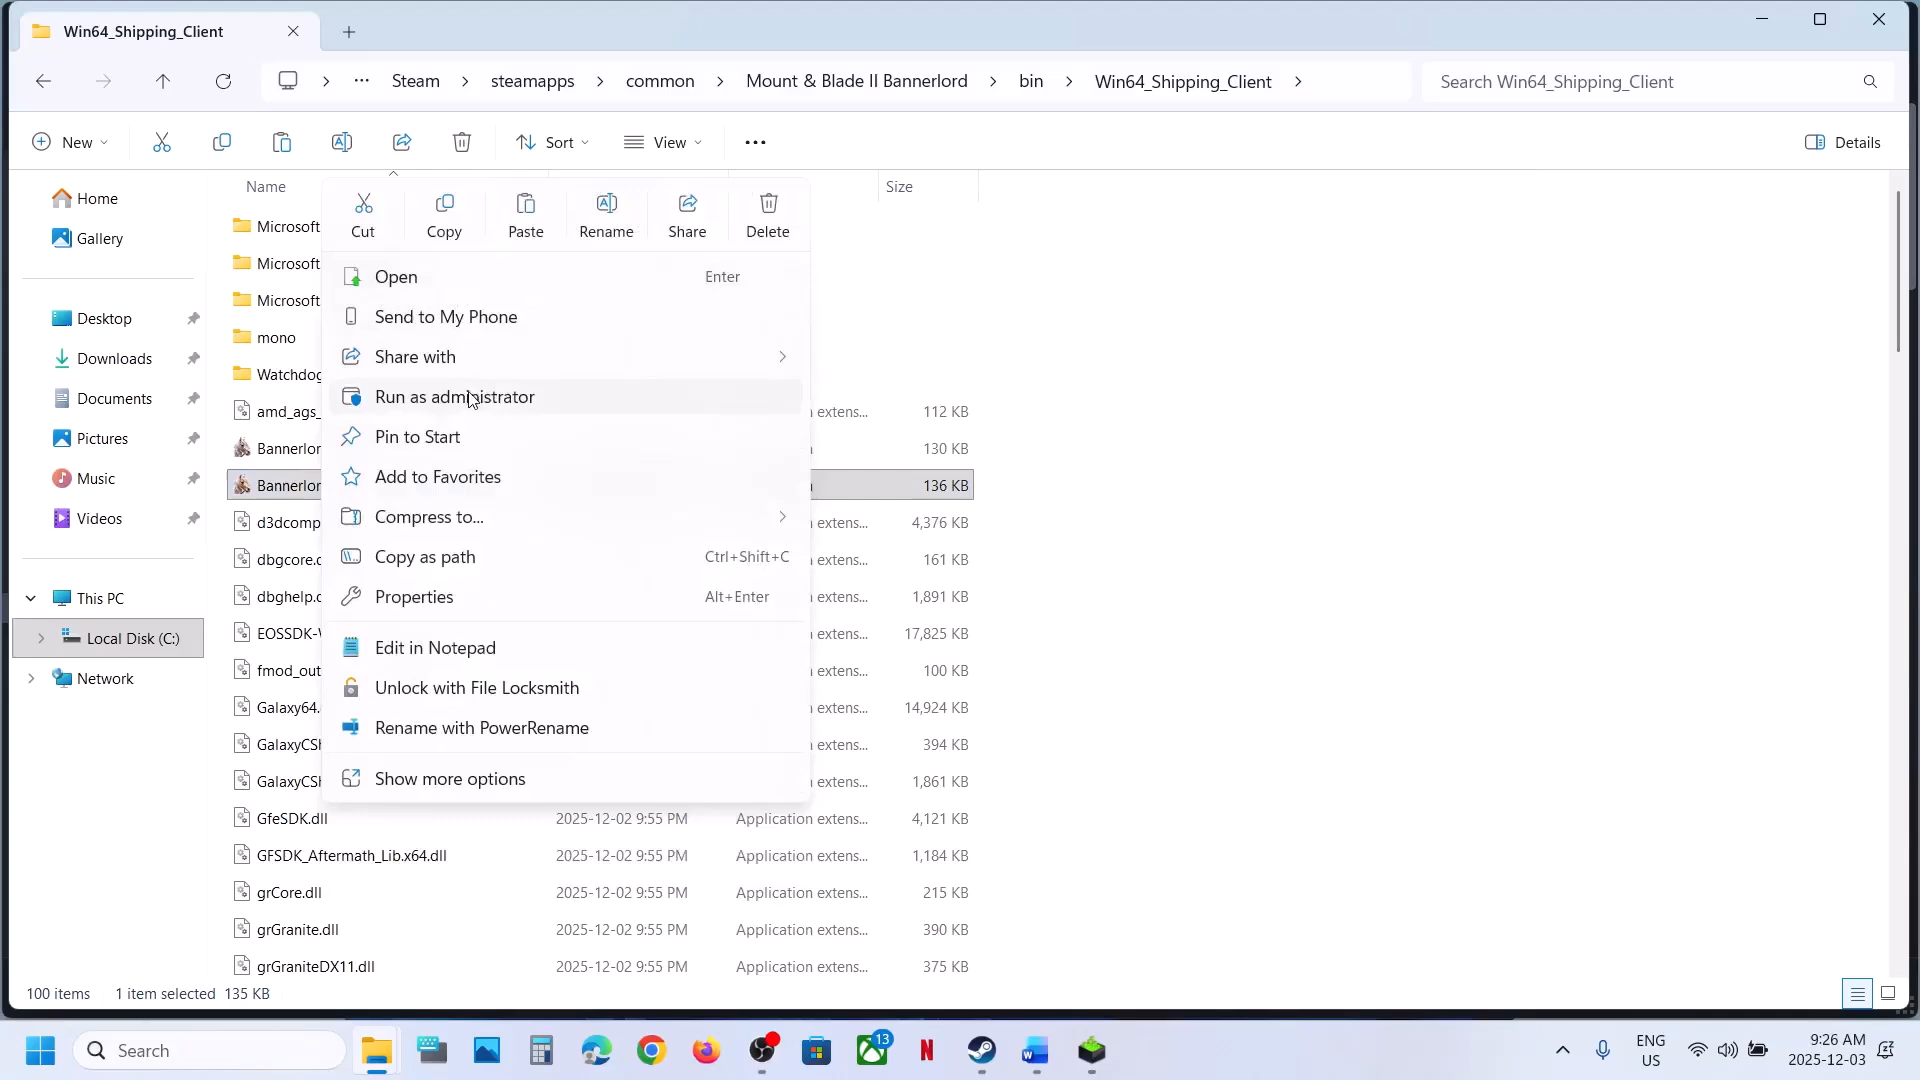 Win64_Shipping_Client
Steam steamapps common Mount & Blade II Bannerlord bin Win64_Shipping_Client
Search Win64_Shipping_Client
New Sort View Details
Name Size
Home
Gallery
Desktop
Downloads
Documents
Pictures
Music
Videos
This PC
Local Disk (C:)
Network
Microsoft
Microsoft
Microsoft
mono
Watchdog
amd_ags_ extens... 112 KB
Bannerlor 130 KB
Bannerlor 136 KB
d3dcomp extens... 4,376 KB
dbgcore.d extens... 161 KB
dbghelp.d extens... 1,891 KB
EOSSDK-W extens... 17,825 KB
fmod_out extens... 100 KB
Galaxy64. extens... 14,924 KB
GalaxyCSh extens... 394 KB
GalaxyCSh extens... 1,861 KB
GfeSDK.dll 2025-12-02 9:55 PM Application extens... 4,121 KB
GFSDK_Aftermath_Lib.x64.dll 2025-12-02 9:55 PM Application extens... 1,184 KB
grCore.dll 2025-12-02 9:55 PM Application extens... 215 KB
grGranite.dll 2025-12-02 9:55 PM Application extens... 390 KB
grGraniteDX11.dll 2025-12-02 9:55 PM Application extens... 375 KB
Cut Copy Paste Rename Share Delete
Open Enter
Send to My Phone
Share with
Run as administrator
Pin to Start
Add to Favorites
Compress to...
Copy as path Ctrl+Shift+C
Properties Alt+Enter
Edit in Notepad
Unlock with File Locksmith
Rename with PowerRename
Show more options
100 items 1 item selected 135 KB
Search
13
ENG
US
9:26 AM
2025-12-03